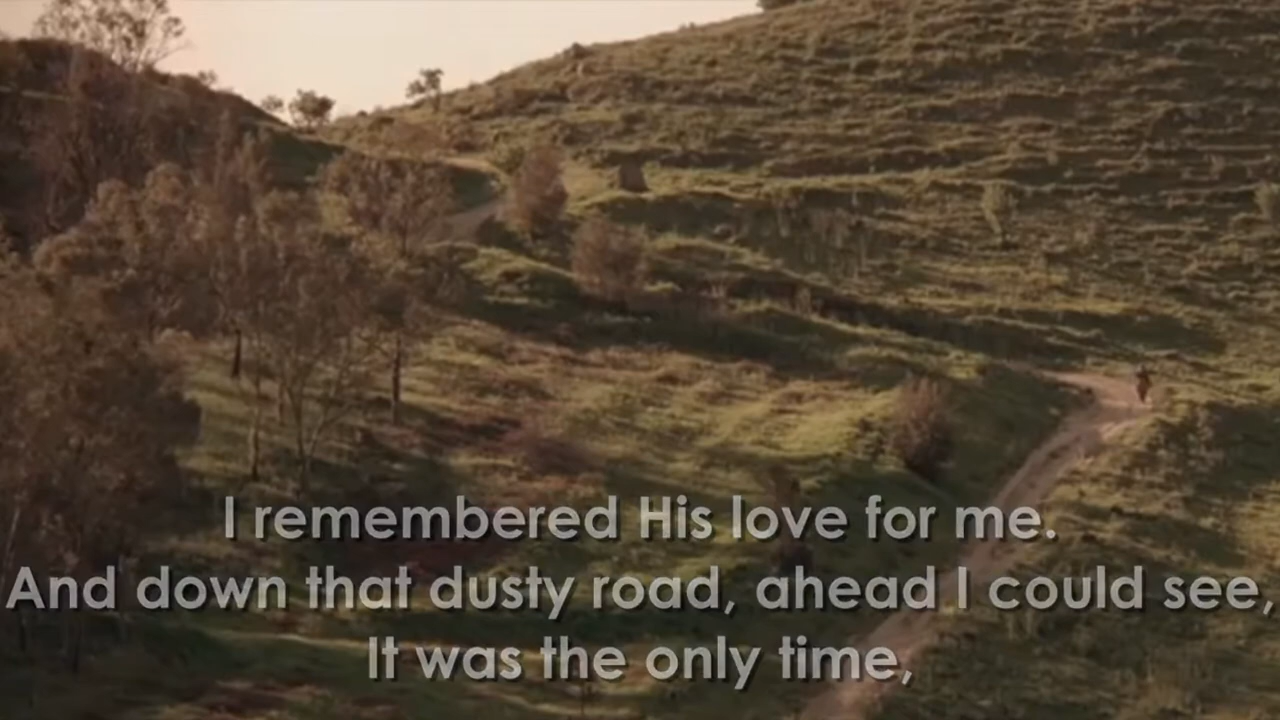 I remembered His love for me.
And down that dusty road, ahead I could see,
It was the only time,